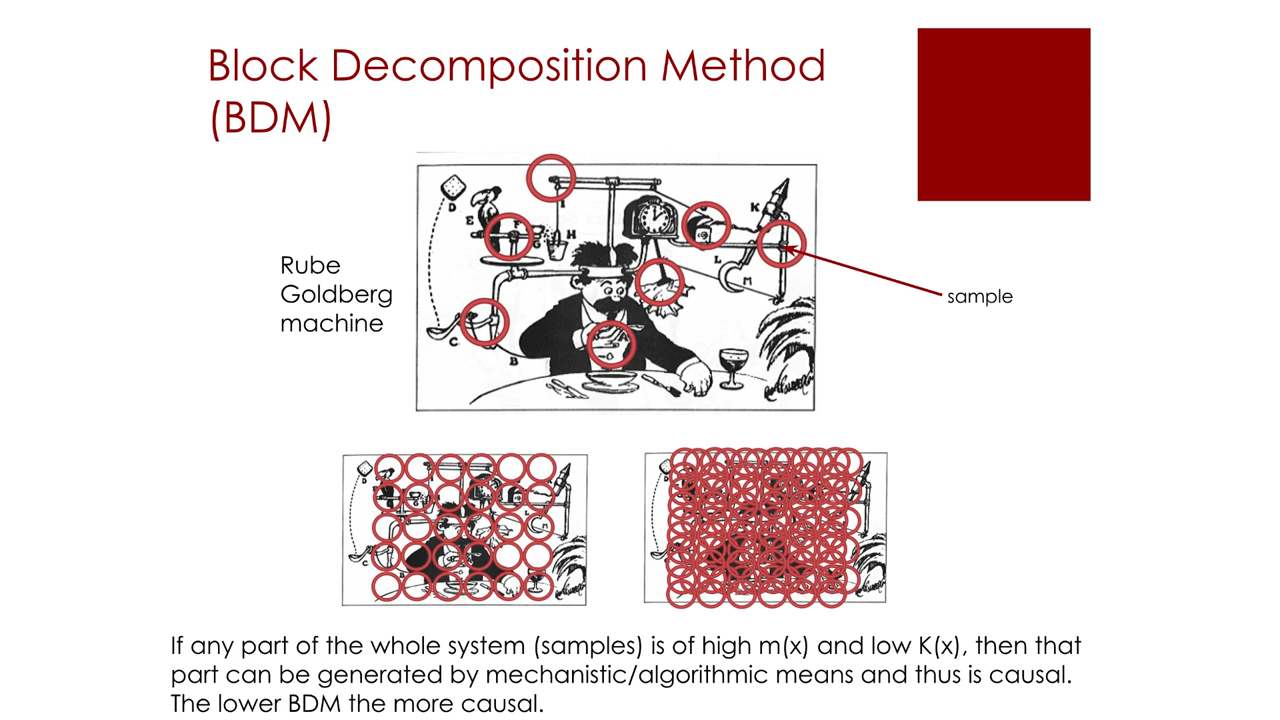 Block Decomposition Method
(BDM)
Rube
Goldberg
machine
D
E
F
G
H
I
K
L
M
C
B
A
sample
If any part of the whole system (samples) is of high m(x) and low K(x), then that
part can be generated by mechanistic/algorithmic means and thus is causal.
The lower BDM the more causal.